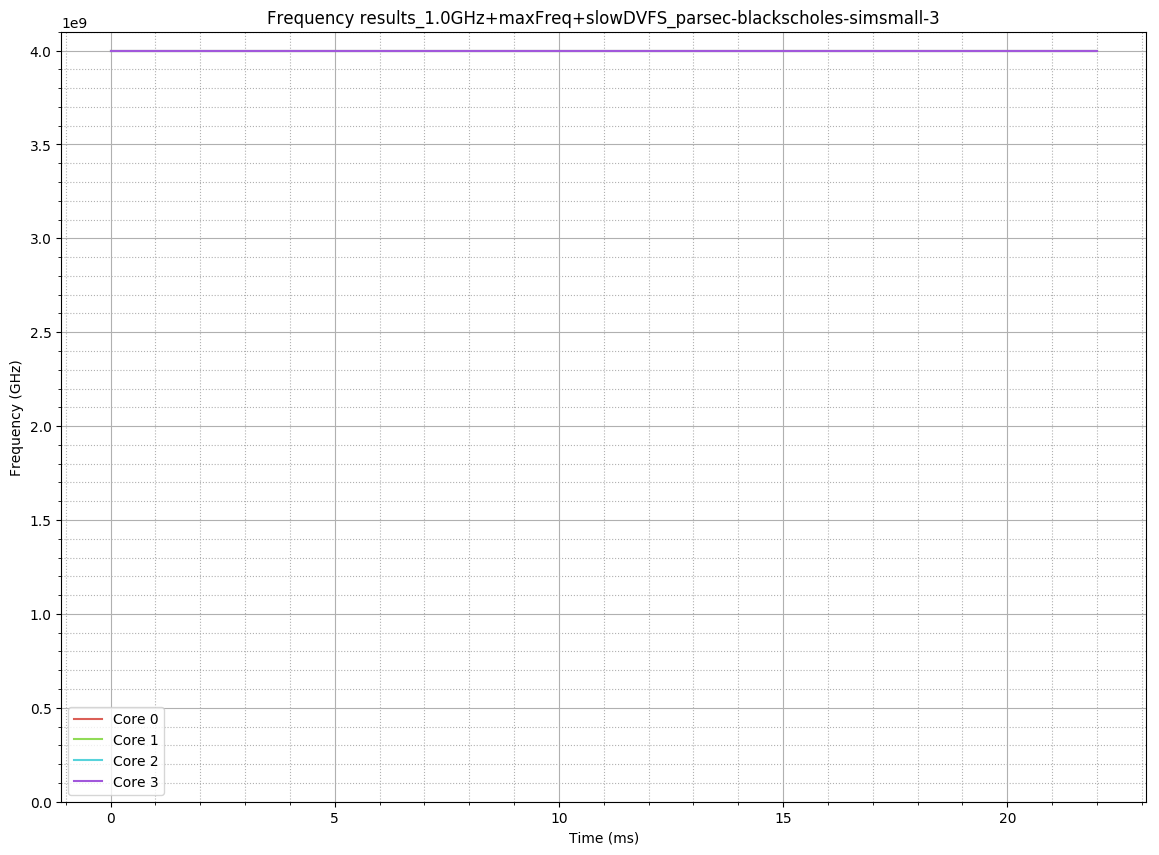 Frequency results_1.0GHz+maxFreq+slowDVFS_parsec-blackscholes-simsmall-3
1e9
4.0
3.5
3.0
2.5
2.0
1.5
1.0
0.5
0.0
Frequency (GHz)
Core 0
Core 1
Core 2
Core 3
0 5 10 15 20
Time (ms)